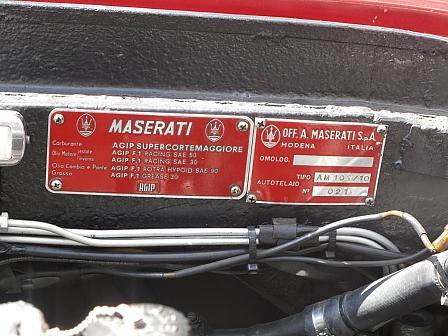 MASERATI
Carburante AGIP SUPERCORTEMAGGIORE
Olio Motore estate AGIP F.1 RACING SAE 50
inverno AGIP F.1 RACING SAE 30
Olio Cambio e Ponte AGIP F.1 ROTRA HYPOID SAE 90
Grasso AGIP F.1 GREASE 30
AGIP
OFF. A. MASERATI S.p.A.
MODENA ITALIA
OMOLOG.
TIPO AM 101/10
AUTOTELAIO
N° 021